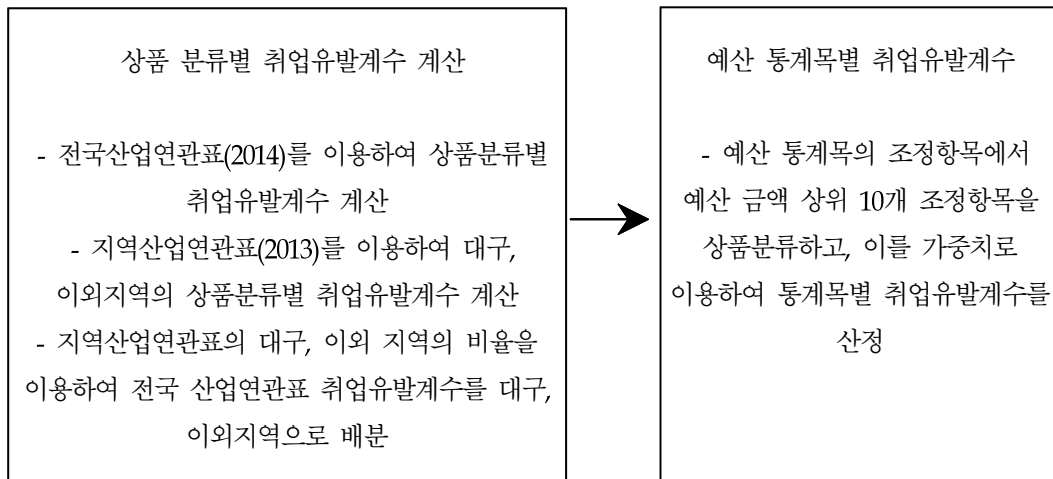 상품 분류별 취업유발계수 계산
- 전국산업연관표(2014)를 이용하여 상품분류별
취업유발계수 계산
- 지역산업연관표(2013)를 이용하여 대구,
이외지역의 상품분류별 취업유발계수 계산
- 지역산업연관표의 대구, 이외 지역의 비율을
이용하여 전국 산업연관표 취업유발계수를 대구,
이외지역으로 배분
예산 통계목별 취업유발계수
- 예산 통계목의 조정항목에서
예산 금액 상위 10개 조정항목을
상품분류하고, 이를 가중치로
이용하여 통계목별 취업유발계수를
산정